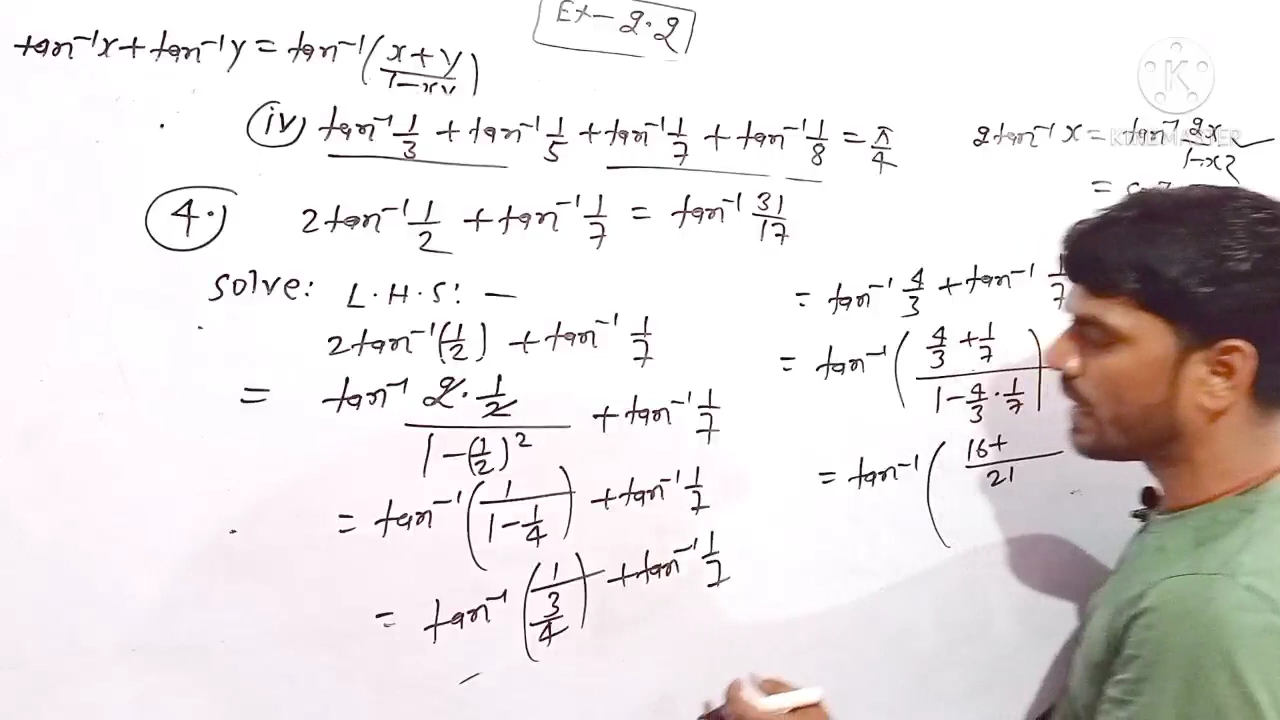 Ex - 2.2
tan⁻¹x + tan⁻¹y = tan⁻¹(x+y/1-xy)
(iv) tan⁻¹ 1/3 + tan⁻¹ 1/5 + tan⁻¹ 1/7 + tan⁻¹ 1/8 = π/4
2tan⁻¹ x = tan⁻¹ 2x/1-x2
=
KINEMASTER
4. 2tan⁻¹ 1/2 + tan⁻¹ 1/7 = tan⁻¹ 31/17
Solve: L.H.S: -
2tan⁻¹(1/2) + tan⁻¹ 1/7
= tan⁻¹ 2·1/2 / 1-(1/2)² + tan⁻¹ 1/7
= tan⁻¹(1/1-1/4) + tan⁻¹ 1/7
= tan⁻¹(1/3/4) + tan⁻¹ 1/7
= tan⁻¹ 4/3 + tan⁻¹ 1/7
= tan⁻¹(4/3 + 1/7 / 1 - 4/3 · 1/7)
= tan⁻¹( 16+ / 21